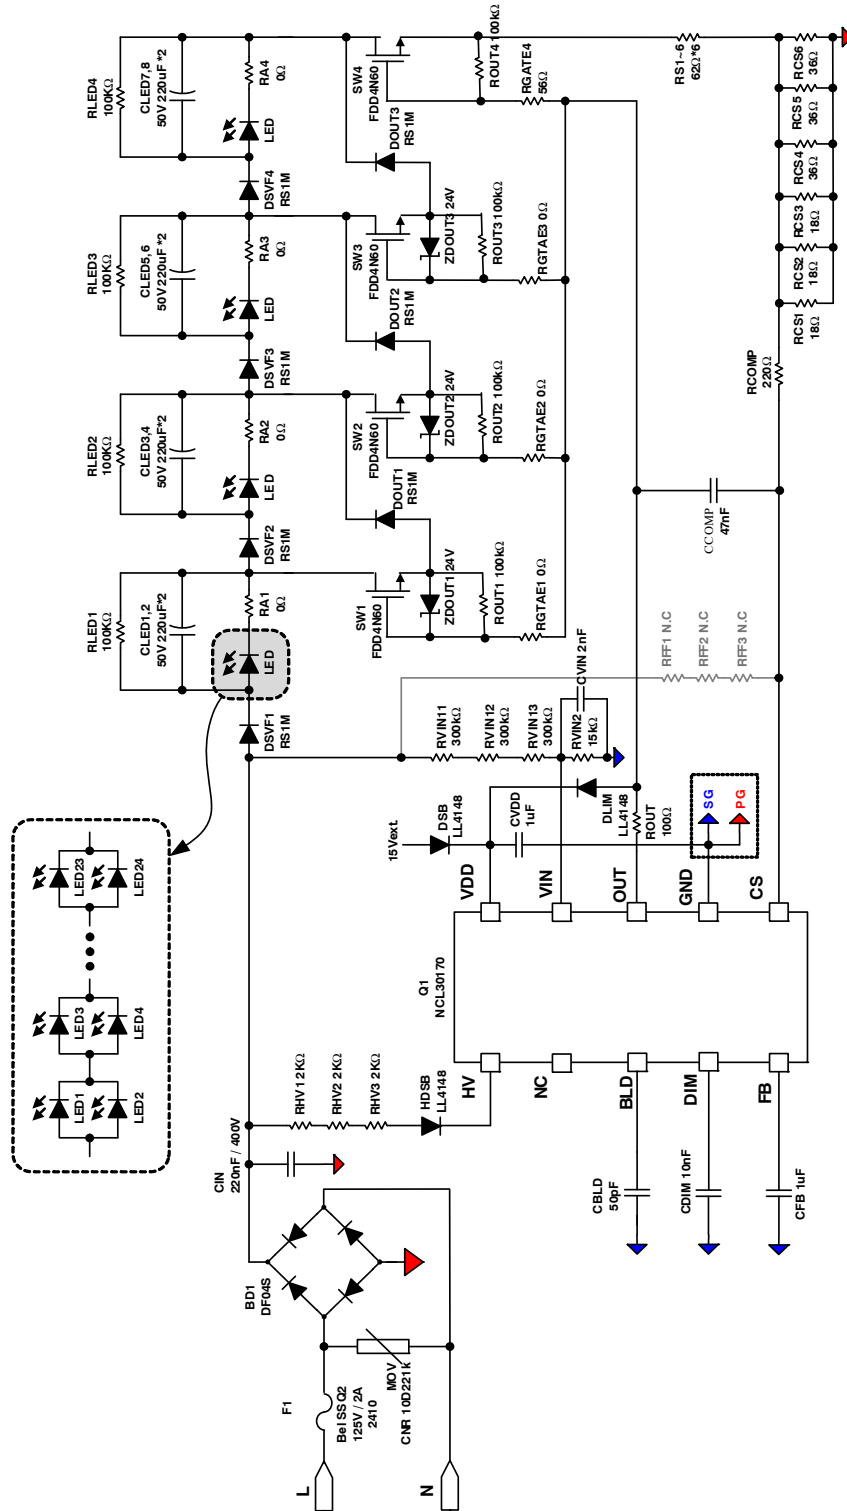 L
N
F1
Bel SSQ2
125V / 2A
2410
MOV
CNR 10D221k
BD1
DF04S
CIN
220nF / 400V
RHV1 2KΩ
RHV2 2KΩ
RHV3 2KΩ
HDSB
LL4148
LED1
LED2
LED3
LED4
LED23
LED24
CBLD
50pF
CDIM 10nF
CFB 1uF
HV
NC
BLD
DIM
FB
Q1
NCL30170
VDD
VIN
OUT
GND
CS
15Vext.
DSB
LL4148
CVDD
1uF
DLIM
LL4148
ROUT
100Ω
SG
PG
RVIN11
300kΩ
RVIN12
300kΩ
RVIN13
300kΩ
RVIN2
15kΩ
CVIN 2nF
RFF1 N.C
RFF2 N.C
RFF3 N.C
CCOMP
47nF
RCOMP
220Ω
DSVF1
RS1M
RLED1
100KΩ
CLED1,2
50V 220uF*2
LED
RA1
0Ω
SW1
FDD4N60
ZDOUT1 24V
ROUT1 100kΩ
RGTAE1 0Ω
DOUT1
RS1M
DSVF2
RS1M
RLED2
100KΩ
CLED3,4
50V 220uF*2
LED
RA2
0Ω
SW2
FDD4N60
ZDOUT2 24V
ROUT2 100kΩ
RGTAE2 0Ω
DOUT2
RS1M
DSVF3
RS1M
RLED3
100KΩ
CLED5,6
50V 220uF*2
LED
RA3
0Ω
SW3
FDD4N60
ZDOUT3 24V
ROUT3 100kΩ
RGTAE3 0Ω
DOUT3
RS1M
DSVF4
RS1M
RLED4
100KΩ
CLED7,8
50V 220uF *2
LED
RA4
0Ω
SW4
FDD4N60
ROUT4 100kΩ
RGATE4
56Ω
RS1~6
62Ω*6
RCS1
18Ω
RCS2
18Ω
RCS3
18Ω
RCS4
36Ω
RCS5
36Ω
RCS6
36Ω